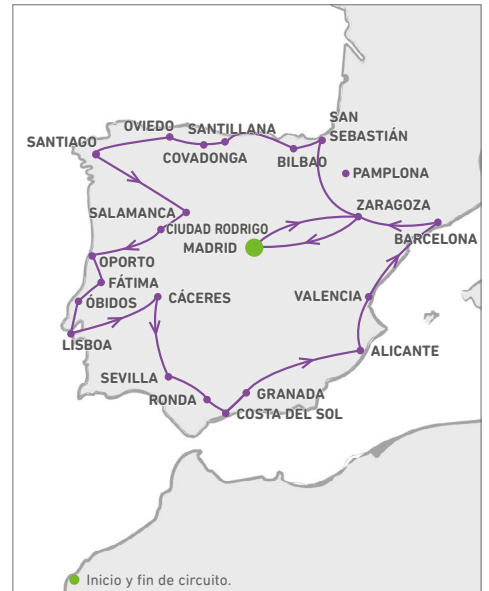 SAN
SEBASTIÁN
OVIEDO
SANTILLANA
SANTIAGO
COVADONGA
BILBAO
PAMPLONA
ZARAGOZA
SALAMANCA
CIUDAD RODRIGO
BARCELONA
MADRID
OPORTO
FÁTIMA
CÁCERES
VALENCIA
ÓBIDOS
LISBOA
ALICANTE
SEVILLA
GRANADA
RONDA
COSTA DEL SOL
Inicio y fin de circuito.